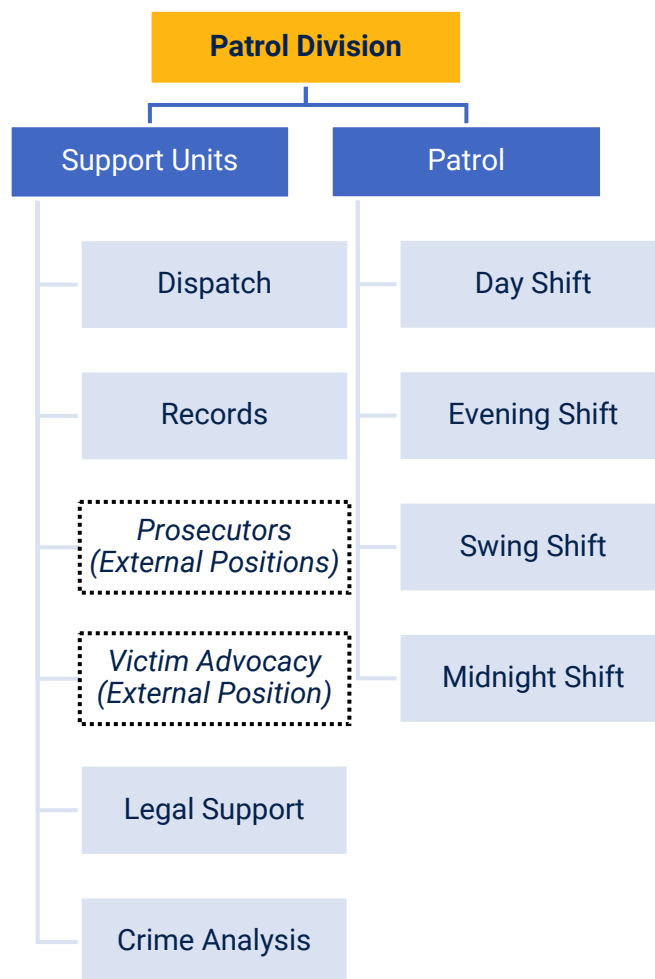 Patrol Division
Support Units
Patrol
Dispatch
Day Shift
Records
Evening Shift
Prosecutors
(External Positions)
Swing Shift
Victim Advocacy
(External Position)
Midnight Shift
Legal Support
Crime Analysis